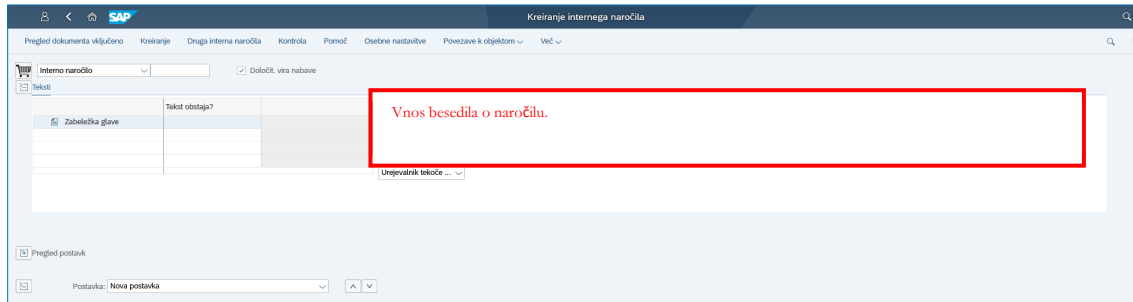 SAP
Kreiranje internega naročila
Pregled dokumenta vključeno Kreiranje Druga interna naročila Kontrola Pomoč Osebne nastavitve Povezave k objektom Več
Interno naročilo Določit. vira nabave
Teksti
Tekst obstaja?
Zabeležka glave
Vnos besedila o naročilu.
Urejevalnik tekoče ...
Pregled postavk
Postavka: Nova postavka